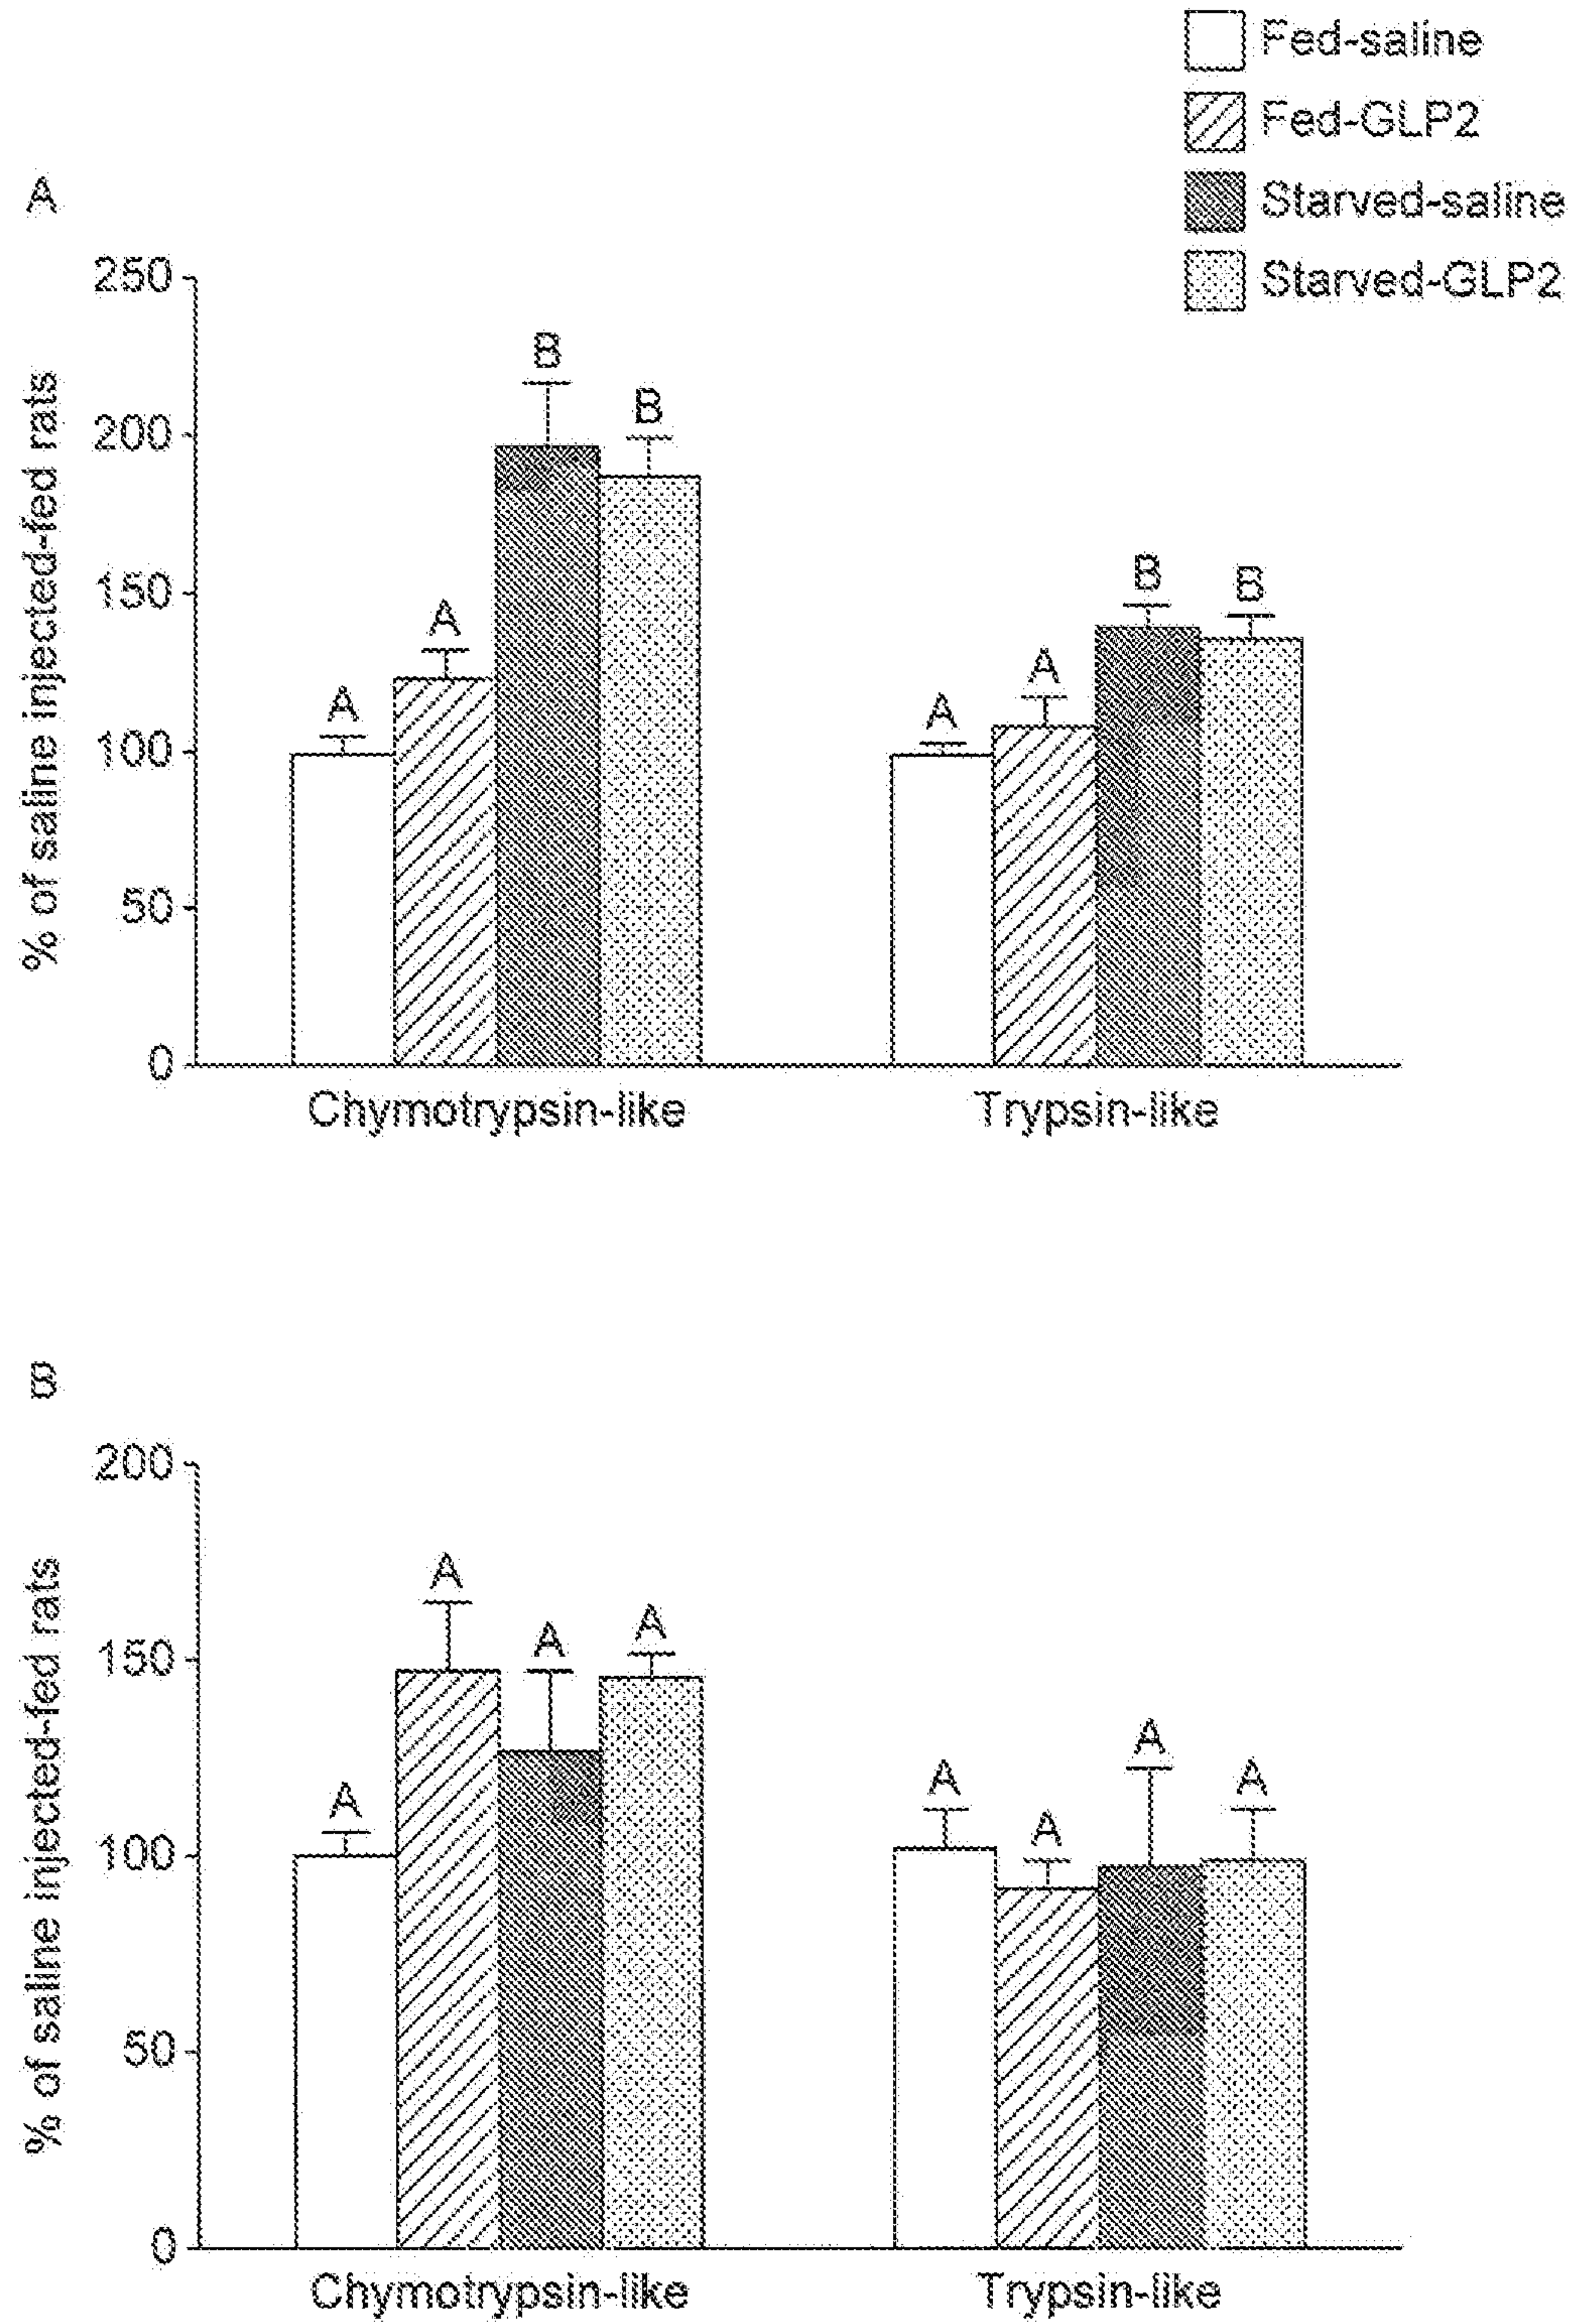 Fed-saline
Fed-GLP2
Starved-saline
Starved-GLP2
A
250
200
150
100
50
0
% of saline injected-fed rats
A
A
B
B
A
A
B
B
Chymotrypsin-like
Trypsin-like
B
200
150
100
50
0
% of saline injected-fed rats
A
A
A
A
A
A
A
A
Chymotrypsin-like
Trypsin-like